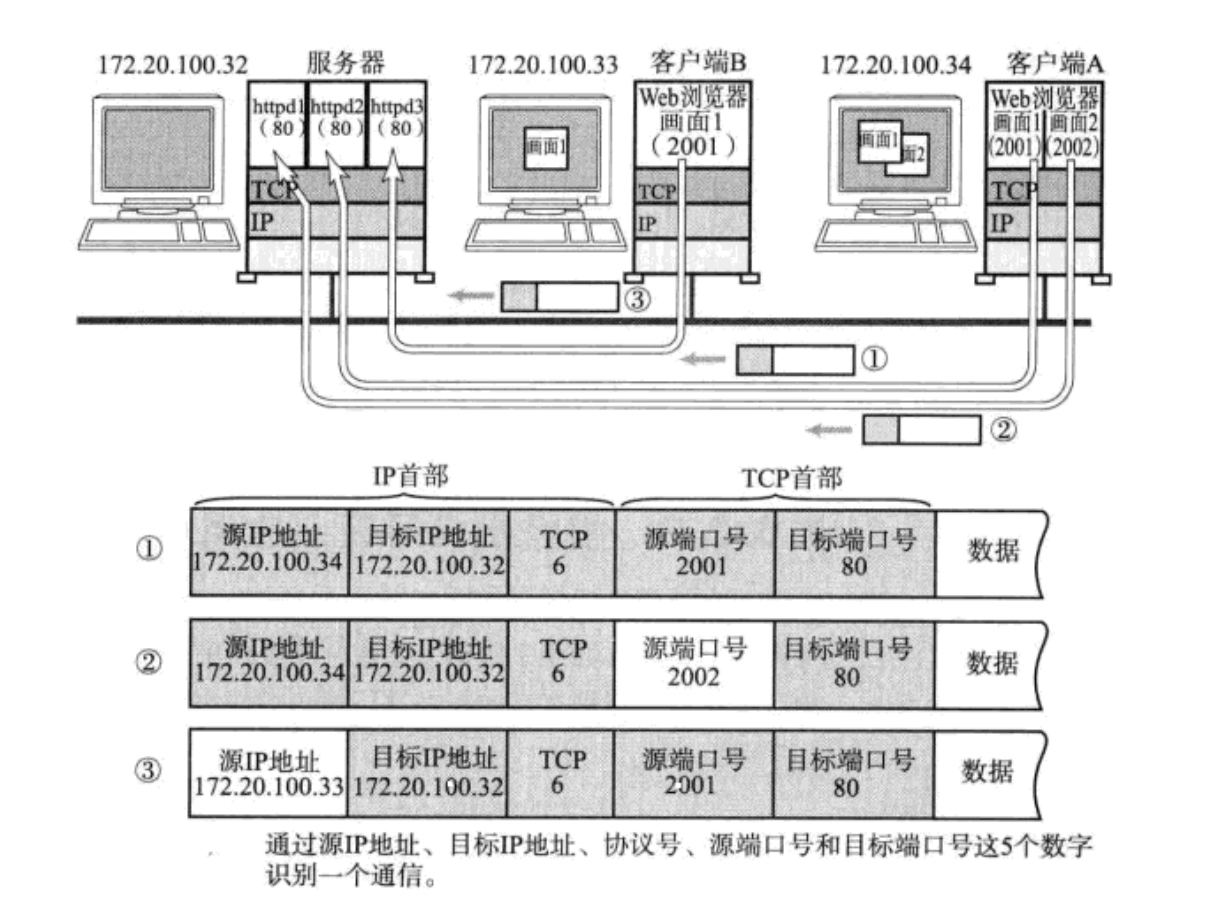 172.20.100.32
服务器
172.20.100.33
客户端B
172.20.100.34
客户端A
httpd1
(80)
httpd2
(80)
httpd3
(80)
TCP
IP
画面1
Web浏览器
画面1
(2001)
TCP
IP
画面1
面2
Web浏览器
画面1
(2001)
画面2
(2002)
TCP
IP
③
①
②
IP首部
TCP首部
①
源IP地址
172.20.100.34
目标IP地址
172.20.100.32
TCP
6
源端口号
2001
目标端口号
80
数据
②
源IP地址
172.20.100.34
目标IP地址
172.20.100.32
TCP
6
源端口号
2002
目标端口号
80
数据
③
源IP地址
172.20.100.33
目标IP地址
172.20.100.32
TCP
6
源端口号
2001
目标端口号
80
数据
通过源IP地址、目标IP地址、协议号、源端口号和目标端口号这5个数字
识别一个通信。